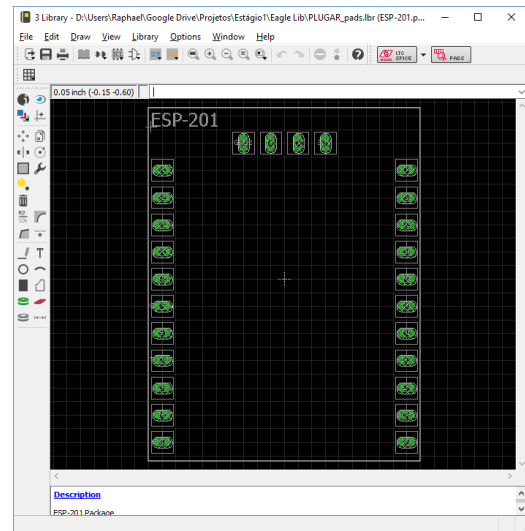 3 Library - D:\Users\Raphael\Google Drive\Projetos\Estágio1\Eagle Lib\PLUGAR_pads.lbr (ESP-201.p...
File Edit Draw View Library Options Window Help
LTC SPICE PADS
0.05 inch (-0.15 -0.60)
ESP-201
Description
ESP-201 Package